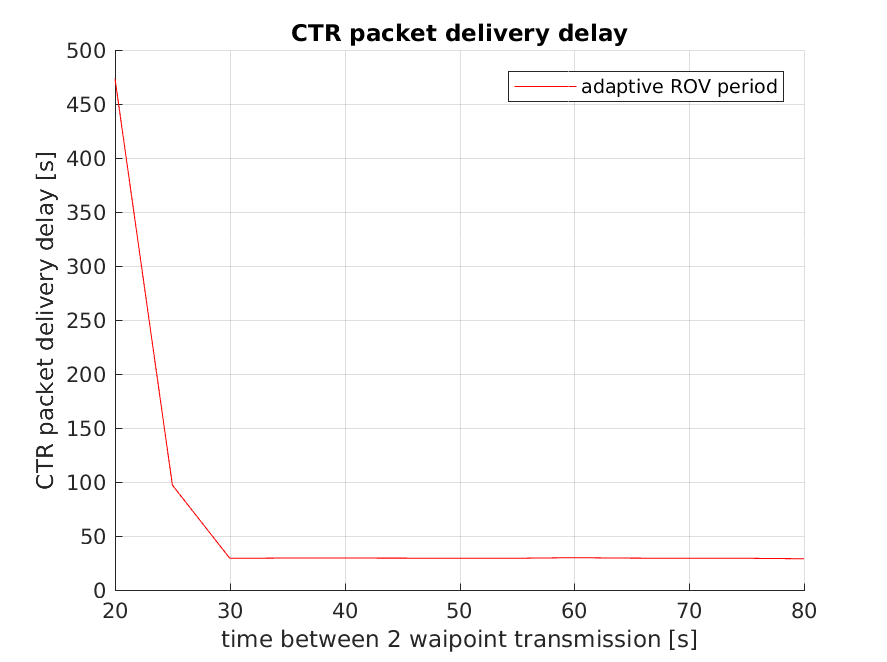 CTR packet delivery delay
adaptive ROV period
CTR packet delivery delay [s]
500
450
400
350
300
250
200
150
100
50
0
20 30 40 50 60 70 80
time between 2 waipoint transmission [s]